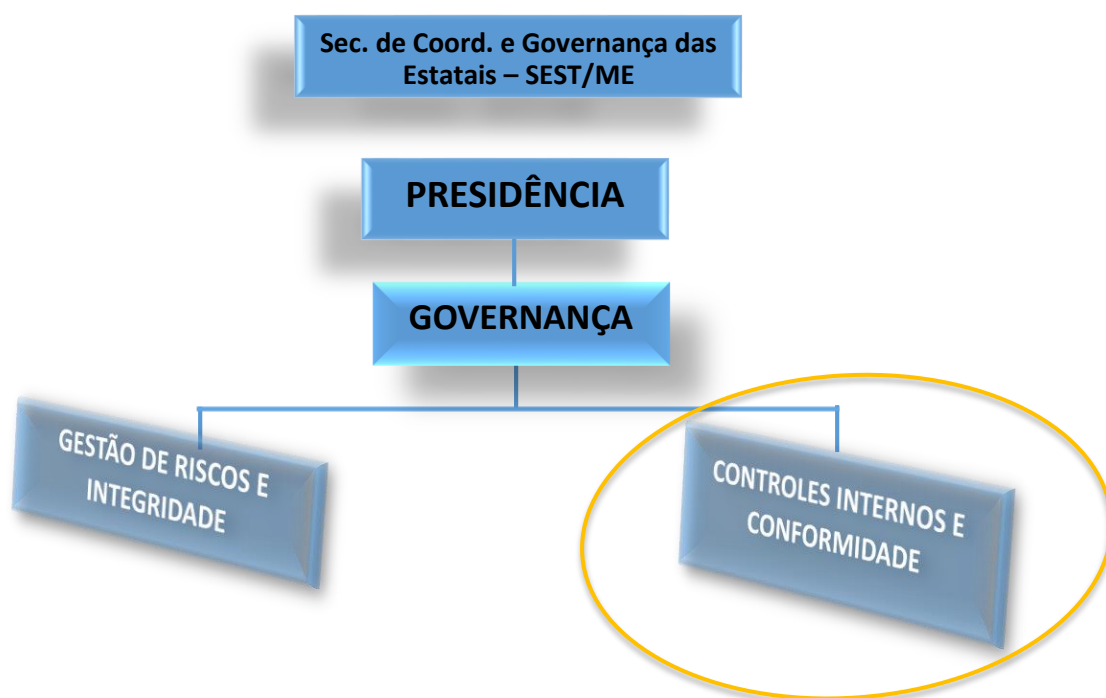 Sec. de Coord. e Governança das
Estatais – SEST/ME
PRESIDÊNCIA
GOVERNANÇA
GESTÃO DE RISCOS E
INTEGRIDADE
CONTROLES INTERNOS E
CONFORMIDADE